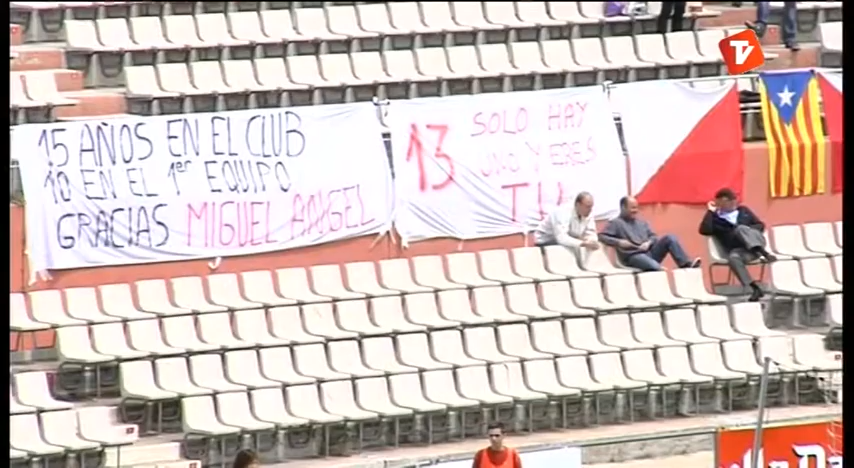 15 AÑOS EN EL CLUB
10 EN EL 1er EQUIPO
GRACIAS MIGUEL ANGEL
13 SOLO HAY
UNO Y ERES
TU
T